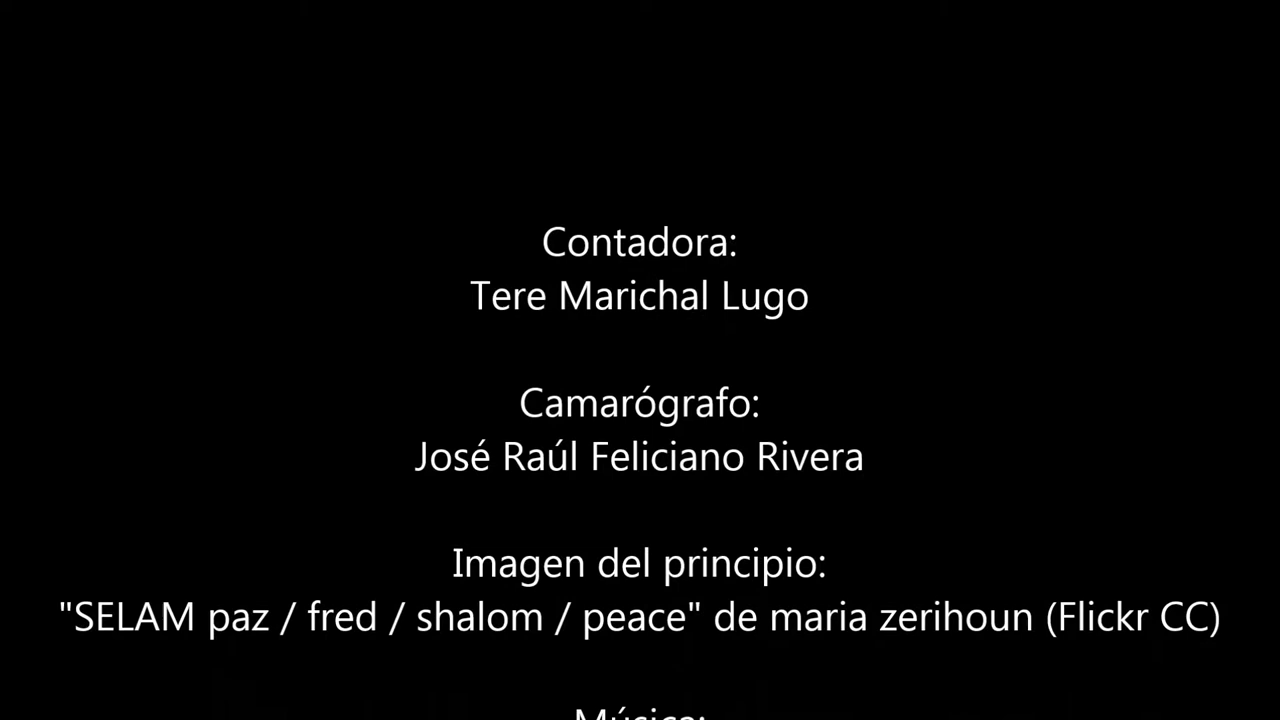 Contadora:
Tere Marichal Lugo
Camarógrafo:
José Raúl Feliciano Rivera
Imagen del principio:
"SELAM paz / fred / shalom / peace" de maria zerihoun (Flickr CC)
Música: